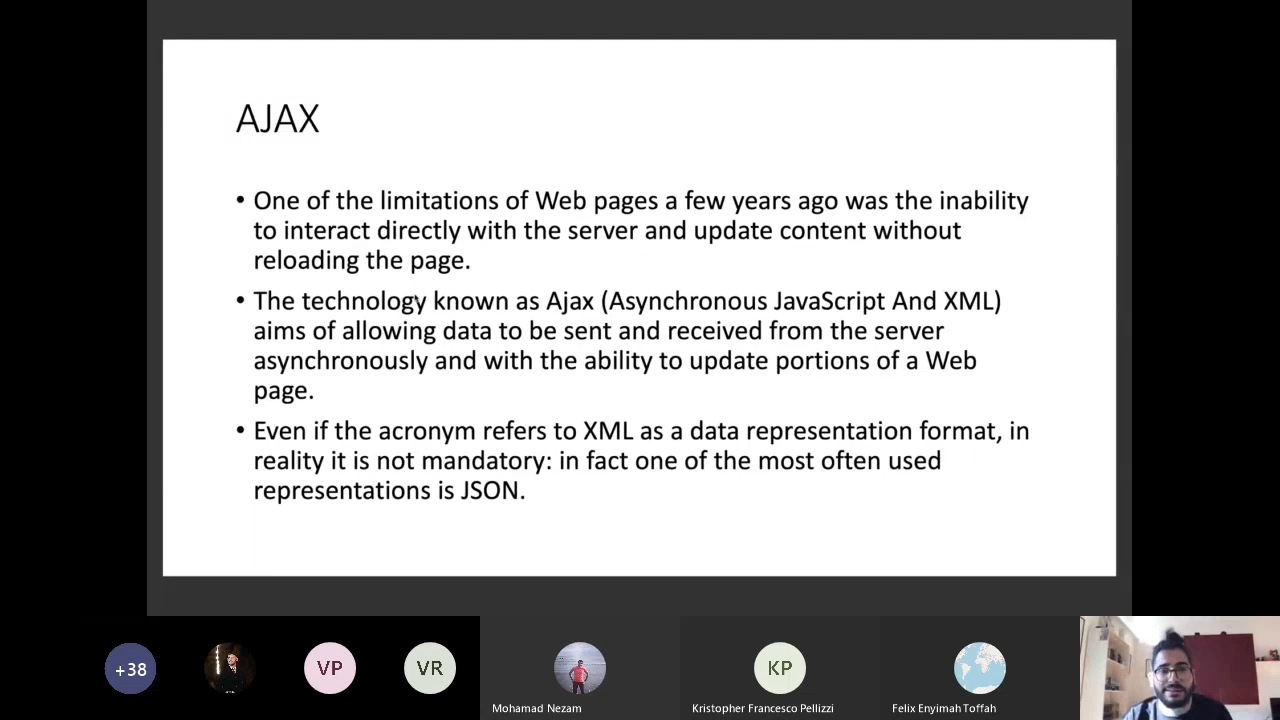 AJAX
• One of the limitations of Web pages a few years ago was the inability
to interact directly with the server and update content without
reloading the page.
• The technology known as Ajax (Asynchronous JavaScript And XML)
aims of allowing data to be sent and received from the server
asynchronously and with the ability to update portions of a Web
page.
• Even if the acronym refers to XML as a data representation format, in
reality it is not mandatory: in fact one of the most often used
representations is JSON.
+38
VP
VR
KP
Mohamad Nezam
Kristopher Francesco Pellizzi
Felix Enyimah Toffah